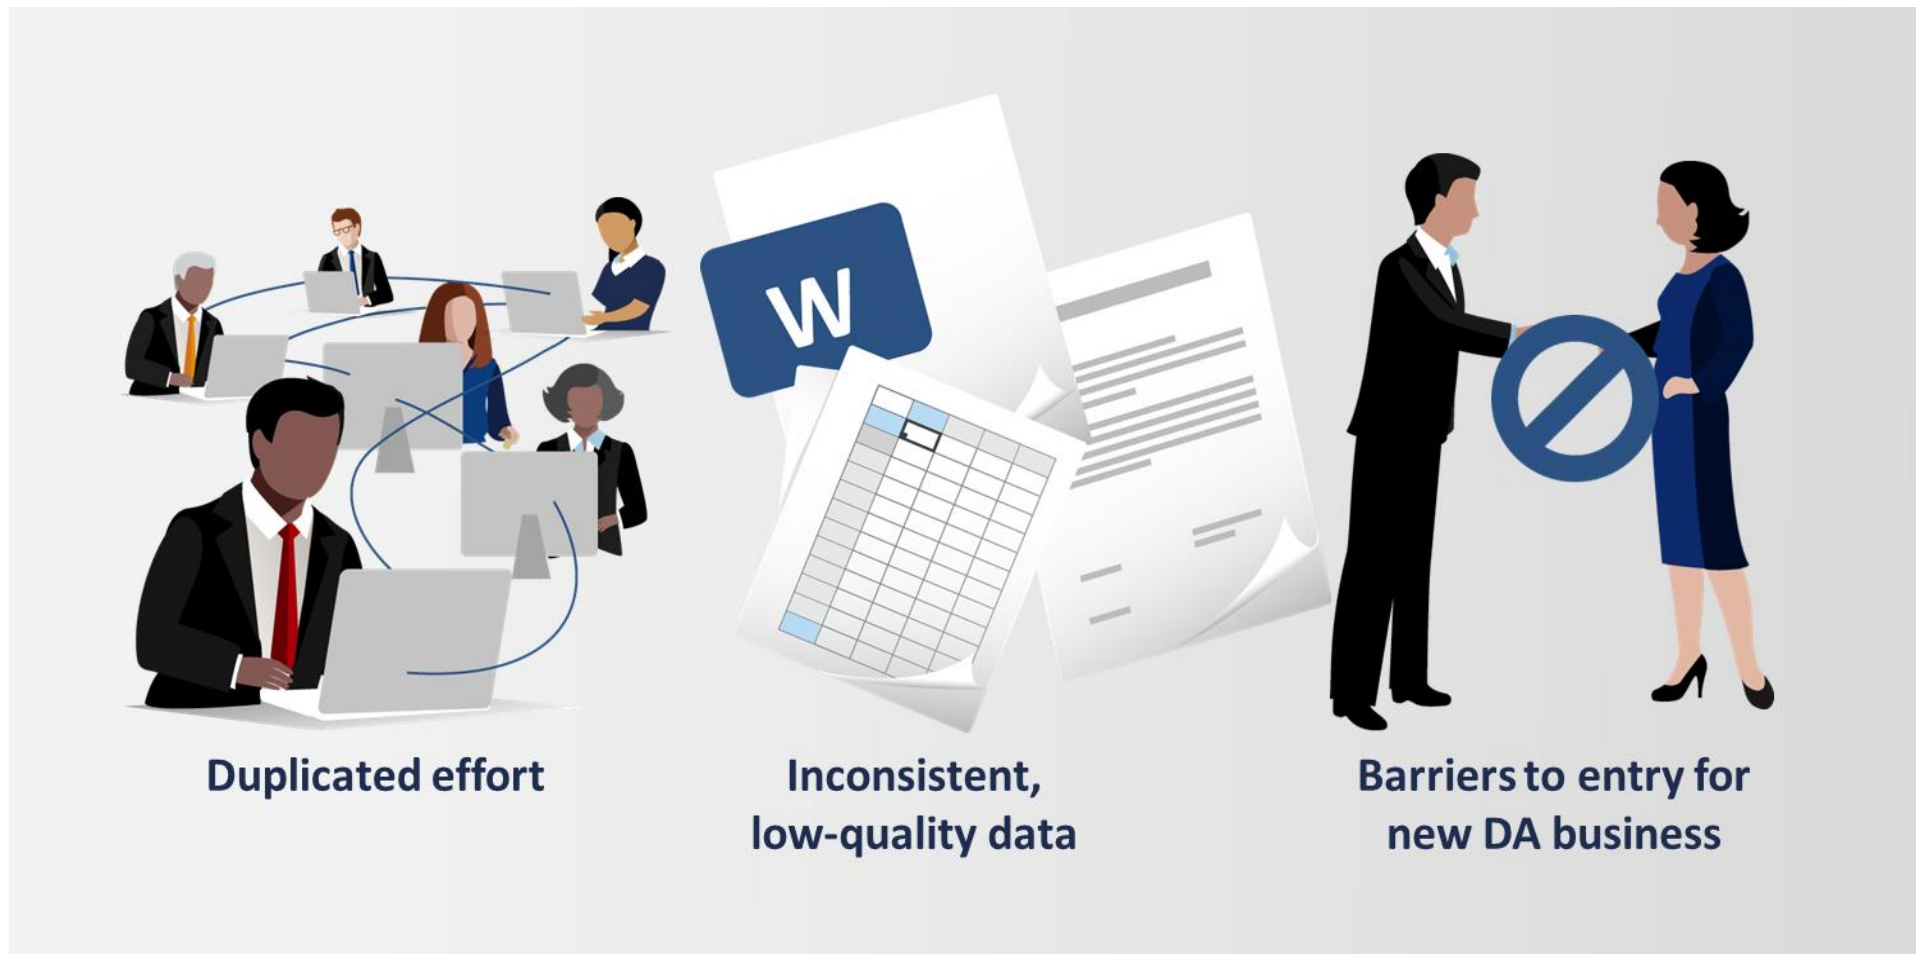 W
Duplicated effort
Inconsistent,
low-quality data
Barriers to entry for
new DA business